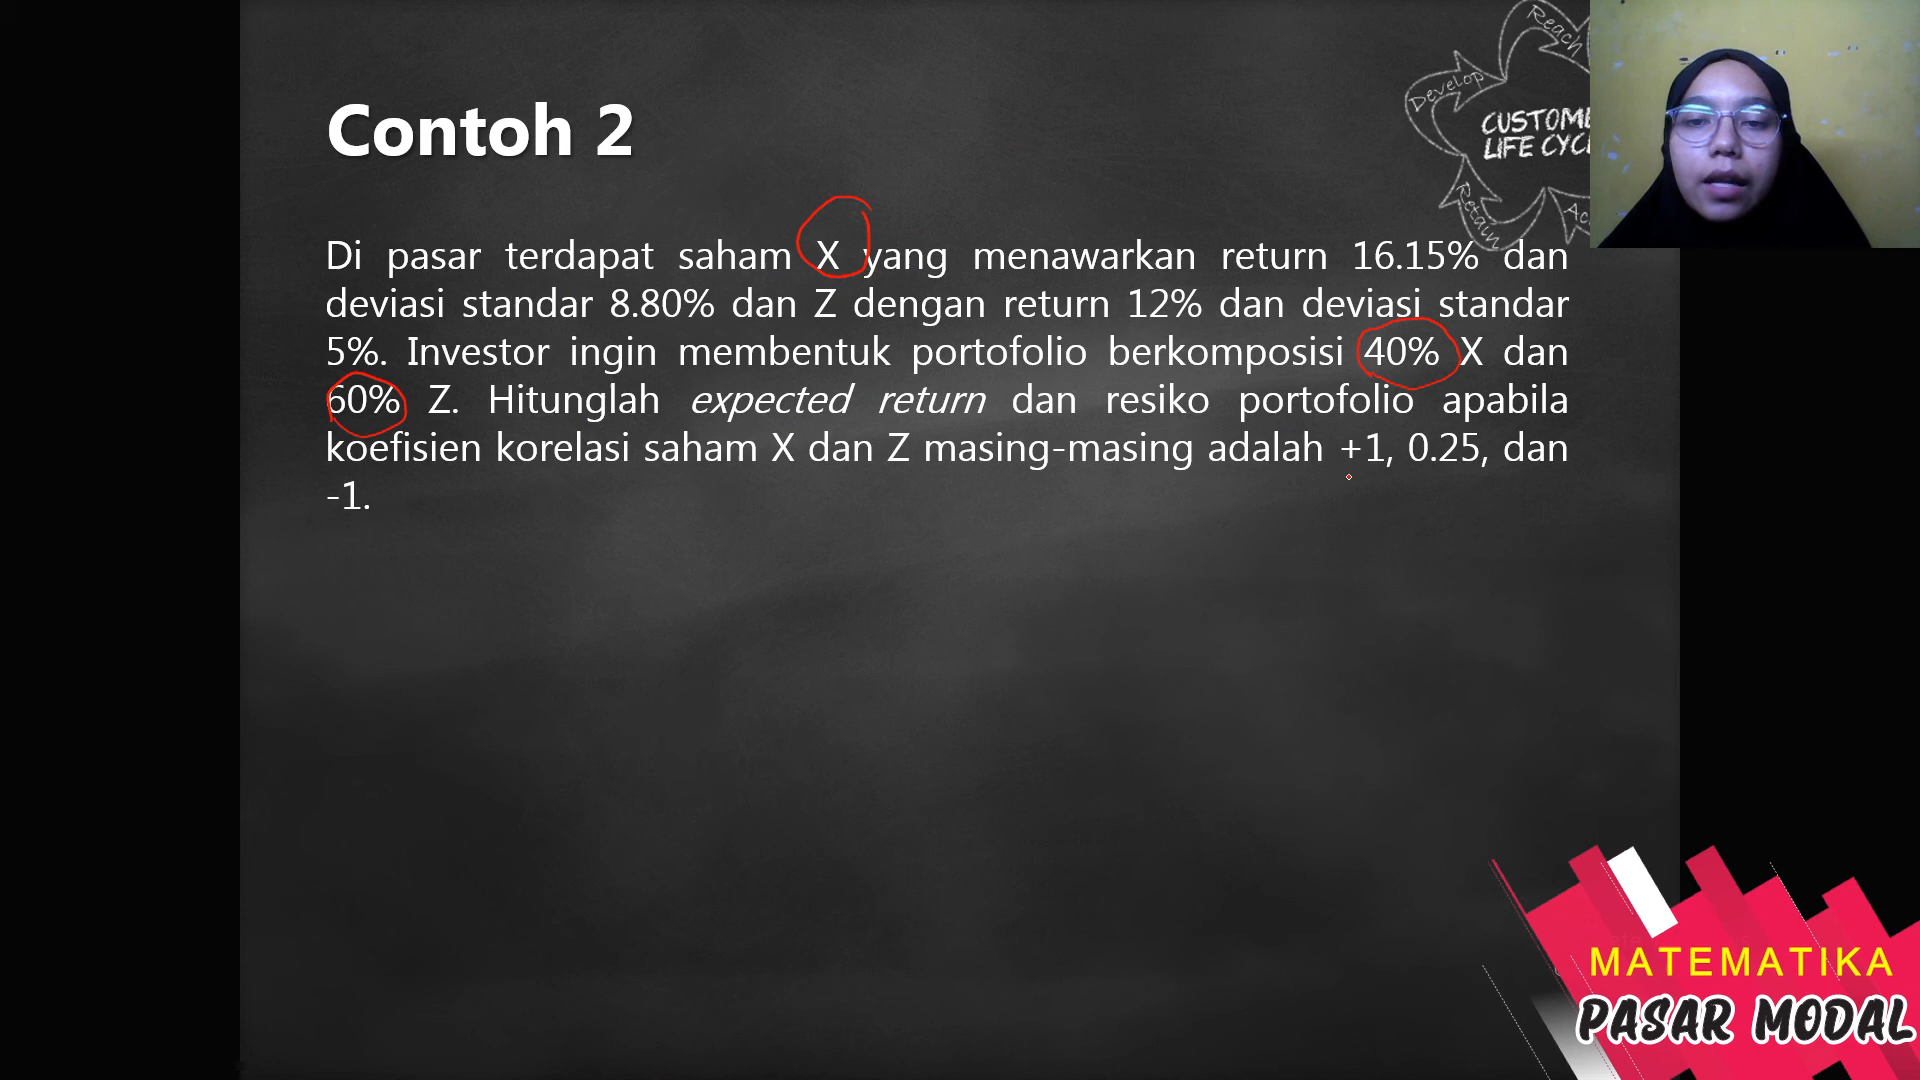 Contoh 2
Reach
Develop
CUSTOME
LIFE CYC
Retain
Ac
Di pasar terdapat saham X yang menawarkan return 16.15% dan
deviasi standar 8.80% dan Z dengan return 12% dan deviasi standar
5%. Investor ingin membentuk portofolio berkomposisi 40% X dan
60% Z. Hitunglah expected return dan resiko portofolio apabila
koefisien korelasi saham X dan Z masing-masing adalah +1, 0.25, dan
-1.
MATEMATIKA
PASAR MODAL